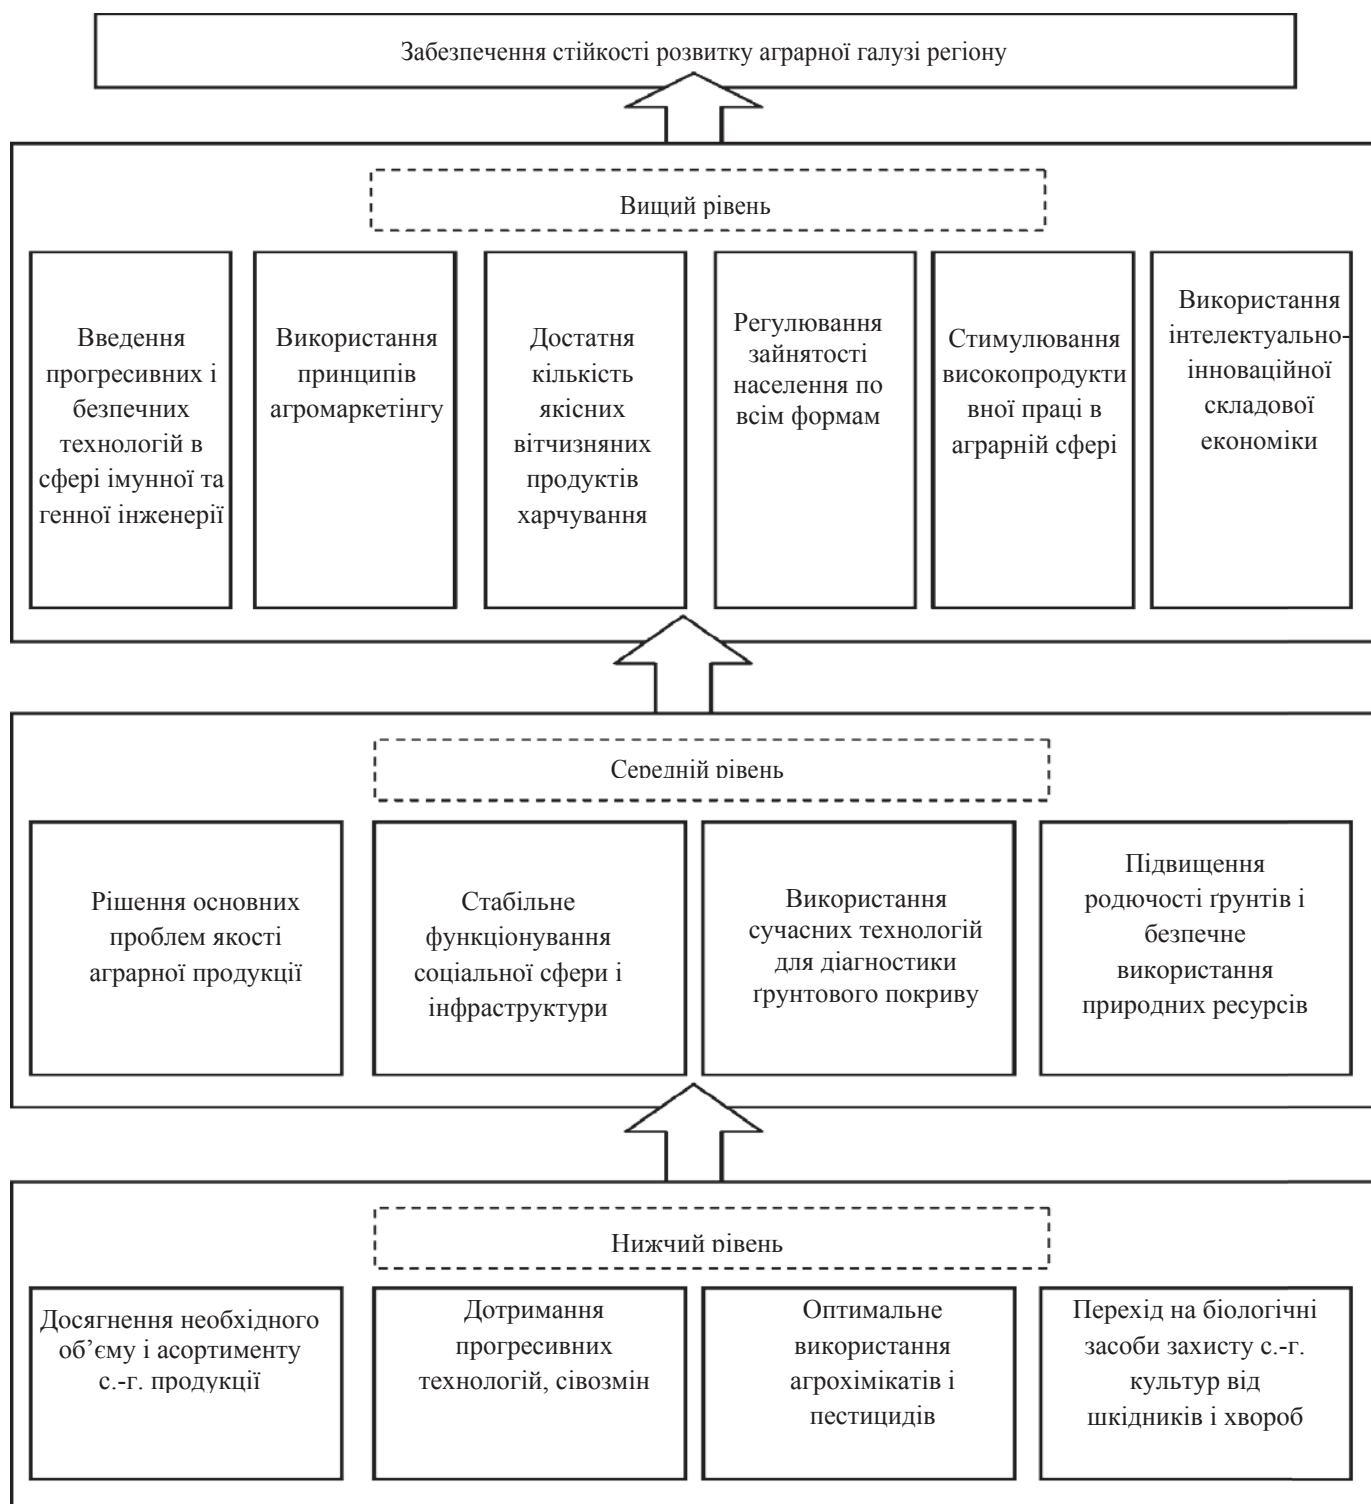 Забезпечення стійкості розвитку аграрної галузі регіону
Вищий рівень
Введення
прогресивних і
безпечних
технологій в
сфері імунної та
генної інженерії
Використання
принципів
агромаркетінгу
Достатня
кількість
якісних
вітчизняних
продуктів
харчування
Регулювання
зайнятості
населення по
всім формам
Стимулювання
високопродукти
вної праці в
аграрній сфері
Використання
інтелектуально-
інноваційної
складової
економіки
Середній рівень
Рішення основних
проблем якості
аграрної продукції
Стабільне
функціонування
соціальної сфери і
інфраструктури
Використання
сучасних технологій
для діагностики
ґрунтового покриву
Підвищення
родючості ґрунтів і
безпечне
використання
природних ресурсів
Нижчий рівень
Досягнення необхідного
об’єму і асортименту
с.-г. продукції
Дотримання
прогресивних
технологій, сівозмін
Оптимальне
використання
агрохімікатів і
пестицидів
Перехід на біологічні
засоби захисту с.-г.
культур від
шкідників і хвороб